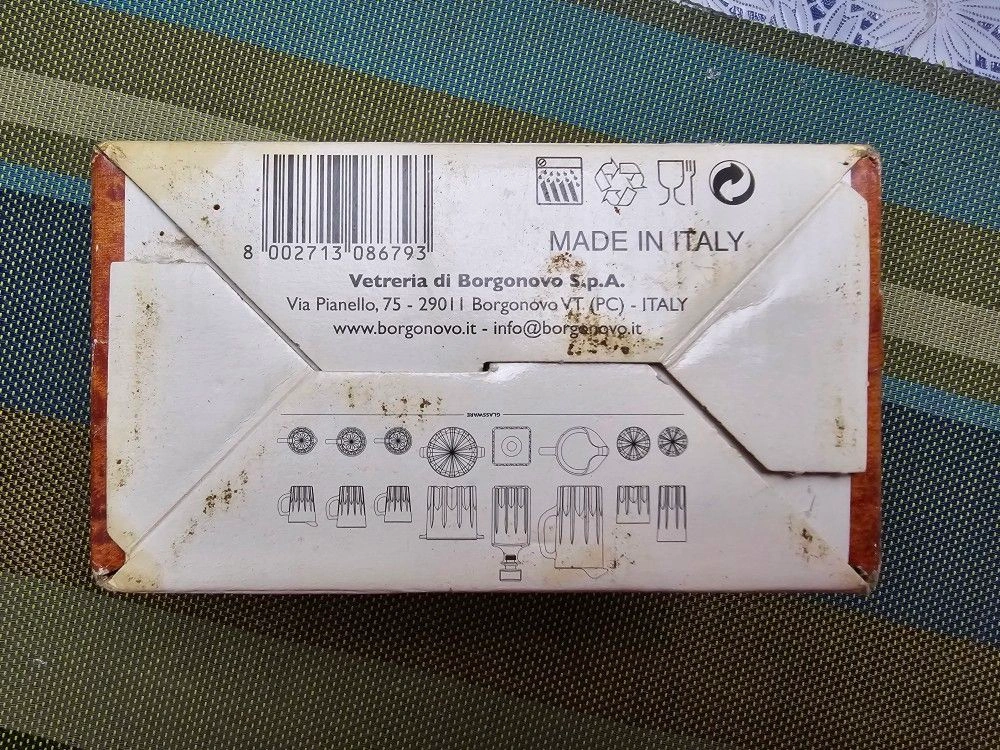 8 002713 086793
MADE IN ITALY
Vetreria di Borgonovo S.p.A.
Via Pianello, 75 - 29011 Borgonovo VT (PC) - ITALY
www.borgonovo.it - info@borgonovo.it
GLASSWARE